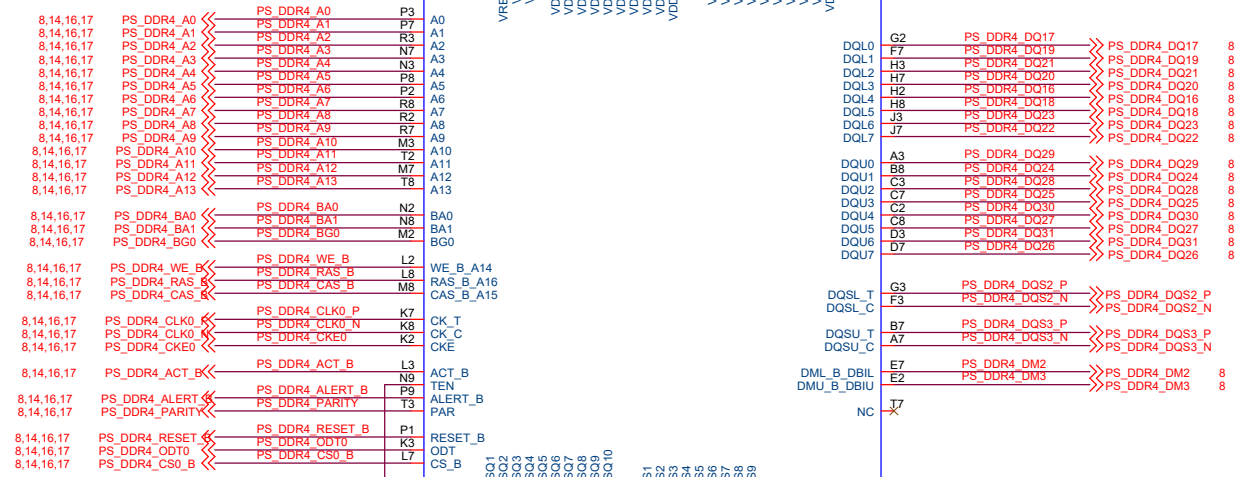 8,14,16,17 PS_DDR4_A0 PS_DDR4_A0 P3 A0
8,14,16,17 PS_DDR4_A1 PS_DDR4_A1 P7 A1
8,14,16,17 PS_DDR4_A2 PS_DDR4_A2 R3 A2
8,14,16,17 PS_DDR4_A3 PS_DDR4_A3 N7 A3
8,14,16,17 PS_DDR4_A4 PS_DDR4_A4 N3 A4
8,14,16,17 PS_DDR4_A5 PS_DDR4_A5 P8 A5
8,14,16,17 PS_DDR4_A6 PS_DDR4_A6 P2 A6
8,14,16,17 PS_DDR4_A7 PS_DDR4_A7 R8 A7
8,14,16,17 PS_DDR4_A8 PS_DDR4_A8 R2 A8
8,14,16,17 PS_DDR4_A9 PS_DDR4_A9 R7 A9
8,14,16,17 PS_DDR4_A10 PS_DDR4_A10 M3 A10
8,14,16,17 PS_DDR4_A11 PS_DDR4_A11 T2 A11
8,14,16,17 PS_DDR4_A12 PS_DDR4_A12 M7 A12
8,14,16,17 PS_DDR4_A13 PS_DDR4_A13 T8 A13
8,14,16,17 PS_DDR4_BA0 PS_DDR4_BA0 N2 BA0
8,14,16,17 PS_DDR4_BA1 PS_DDR4_BA1 N8 BA1
8,14,16,17 PS_DDR4_BG0 PS_DDR4_BG0 M2 BG0
8,14,16,17 PS_DDR4_WE_B PS_DDR4_WE_B L2 WE_B_A14
8,14,16,17 PS_DDR4_RAS_B PS_DDR4_RAS_B L8 RAS_B_A16
8,14,16,17 PS_DDR4_CAS_B PS_DDR4_CAS_B M8 CAS_B_A15
8,14,16,17 PS_DDR4_CLK0_P PS_DDR4_CLK0_P K7 CK_T
8,14,16,17 PS_DDR4_CLK0_N PS_DDR4_CLK0_N K8 CK_C
8,14,16,17 PS_DDR4_CKE0 PS_DDR4_CKE0 K2 CKE
8,14,16,17 PS_DDR4_ACT_B PS_DDR4_ACT_B L3 ACT_B
N9 TEN
8,14,16,17 PS_DDR4_ALERT_B PS_DDR4_ALERT_B P9 ALERT_B
8,14,16,17 PS_DDR4_PARITY PS_DDR4_PARITY T3 PAR
8,14,16,17 PS_DDR4_RESET_B PS_DDR4_RESET_B P1 RESET_B
8,14,16,17 PS_DDR4_ODT0 PS_DDR4_ODT0 K3 ODT
8,14,16,17 PS_DDR4_CS0_B PS_DDR4_CS0_B L7 CS_B
DQL0 G2 PS_DDR4_DQ17 PS_DDR4_DQ17 8
DQL1 F7 PS_DDR4_DQ19 PS_DDR4_DQ19 8
DQL2 H3 PS_DDR4_DQ21 PS_DDR4_DQ21 8
DQL3 H7 PS_DDR4_DQ20 PS_DDR4_DQ20 8
DQL4 H2 PS_DDR4_DQ16 PS_DDR4_DQ16 8
DQL5 H8 PS_DDR4_DQ18 PS_DDR4_DQ18 8
DQL6 J3 PS_DDR4_DQ23 PS_DDR4_DQ23 8
DQL7 J7 PS_DDR4_DQ22 PS_DDR4_DQ22 8
DQU0 A3 PS_DDR4_DQ29 PS_DDR4_DQ29 8
DQU1 B8 PS_DDR4_DQ24 PS_DDR4_DQ24 8
DQU2 C3 PS_DDR4_DQ28 PS_DDR4_DQ28 8
DQU3 C7 PS_DDR4_DQ25 PS_DDR4_DQ25 8
DQU4 C2 PS_DDR4_DQ30 PS_DDR4_DQ30 8
DQU5 C8 PS_DDR4_DQ27 PS_DDR4_DQ27 8
DQU6 D3 PS_DDR4_DQ31 PS_DDR4_DQ31 8
DQU7 D7 PS_DDR4_DQ26 PS_DDR4_DQ26 8
DQSL_T G3 PS_DDR4_DQS2_P PS_DDR4_DQS2_P
DQSL_C F3 PS_DDR4_DQS2_N PS_DDR4_DQS2_N
DQSU_T B7 PS_DDR4_DQS3_P PS_DDR4_DQS3_P
DQSU_C A7 PS_DDR4_DQS3_N PS_DDR4_DQS3_N
DML_B_DBIL E7 PS_DDR4_DM2 PS_DDR4_DM2 8
DMU_B_DBIU E2 PS_DDR4_DM3 PS_DDR4_DM3 8
NC T7